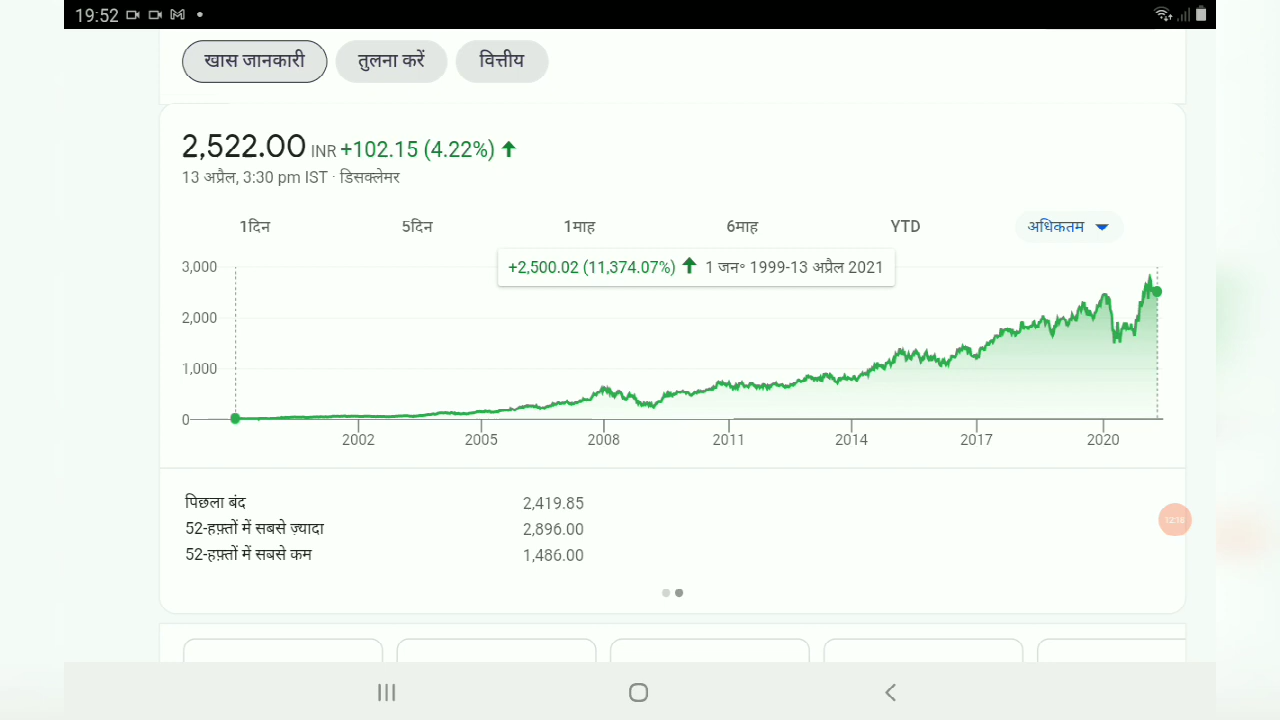 19:52
खास जानकारी तुलना करें वित्तीय
2,522.00 INR +102.15 (4.22%)
13 अप्रैल, 3:30 pm IST · डिसक्लेमर
1दिन 5दिन 1माह 6माह YTD अधिकतम
+2,500.02 (11,374.07%) 1 जन॰ 1999-13 अप्रैल 2021
3,000
2,000
1,000
0
2002 2005 2008 2011 2014 2017 2020
पिछला बंद 2,419.85
52-हफ़्तों में सबसे ज़्यादा 2,896.00
52-हफ़्तों में सबसे कम 1,486.00